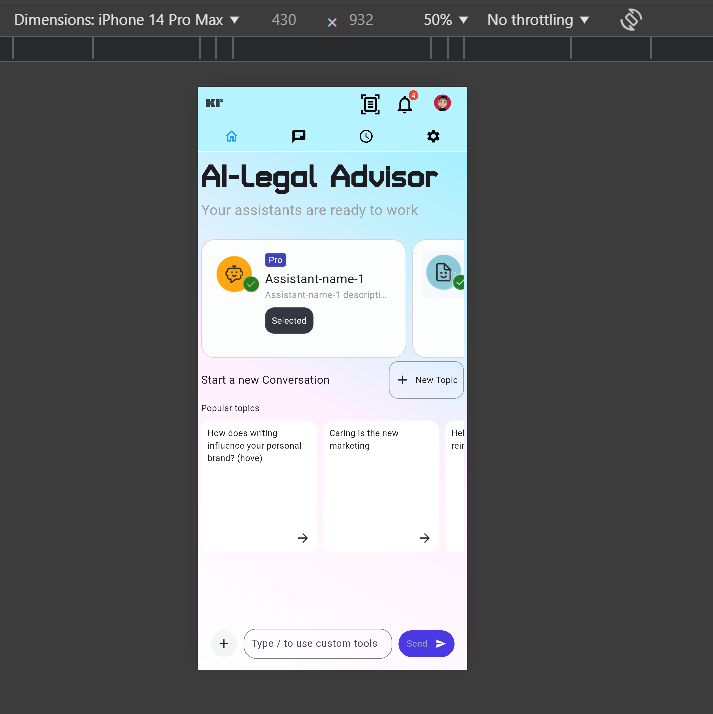 Dimensions: iPhone 14 Pro Max ▼ 430 × 932 50% ▼ No throttling ▼
KF
4
AI-Legal Advisor
Your assistants are ready to work
Pro
Assistant-name-1
Assistant-name-1 descripti...
Selected
Start a new Conversation
+ New Topic
Popular topics
How does writing
influence your personal
brand? (hove)
Caring is the new
marketing
Hel
rei
+ Type / to use custom tools Send